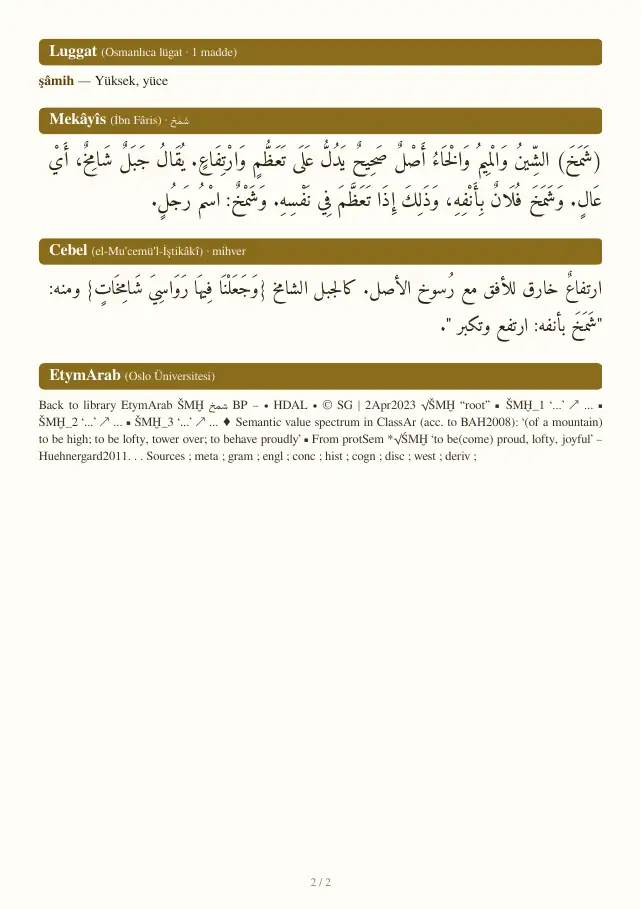 Luggat (Osmanlıca lügat · 1 madde)
şâmih — Yüksek, yüce
Mekâyîs (İbn Fâris) · شمخ
(شَمَخَ) الشِّينُ وَالْمِيمُ وَالْخَاءُ أَصْلٌ صَحِيحٌ يَدُلُّ عَلَى تَعَظُّمٍ وَارْتِفَاعٍ. يُقَالُ جَبَلٌ شَامِخٌ، أَيْ
عَالٍ. وَشَمَخَ فُلَانٌ بِأَنْفِهِ، وَذَلِكَ إِذَا تَعَظَّمَ فِي نَفْسِهِ. وَشَمْخٌ: اسْمُ رَجُلٍ.
Cebel (el-Mu'cemü'l-İştikâkî) · mihver
ارتفاعٌ خارق للأفق مع رُسوخ الأصل. كالجبل الشامخ {وَجَعَلْنَا فِيهَا رَوَاسِيَ شَامِخَاتٍ} ومنه:
"شَمَخَ بأنفه: ارتفع وتكبر ".
EtymArab (Oslo Üniversitesi)
Back to library EtymArab ŠMḪ شمخ BP – • HDAL • © SG | 2Apr2023 √ŠMḪ “root” ▪ ŠMḪ_1 ‘...’ ↗ ... ▪
ŠMḪ_2 ‘...’ ↗ ... ▪ ŠMḪ_3 ‘...’ ↗ ... ♦ Semantic value spectrum in ClassAr (acc. to BAH2008): ‘(of a mountain)
to be high; to be lofty, tower over; to behave proudly’ ▪ From protSem *√ŠMḪ ‘to be(come) proud, lofty, joyful’ –
Huehnergard2011. . . Sources ; meta ; gram ; engl ; conc ; hist ; cogn ; disc ; west ; deriv ;
2 / 2